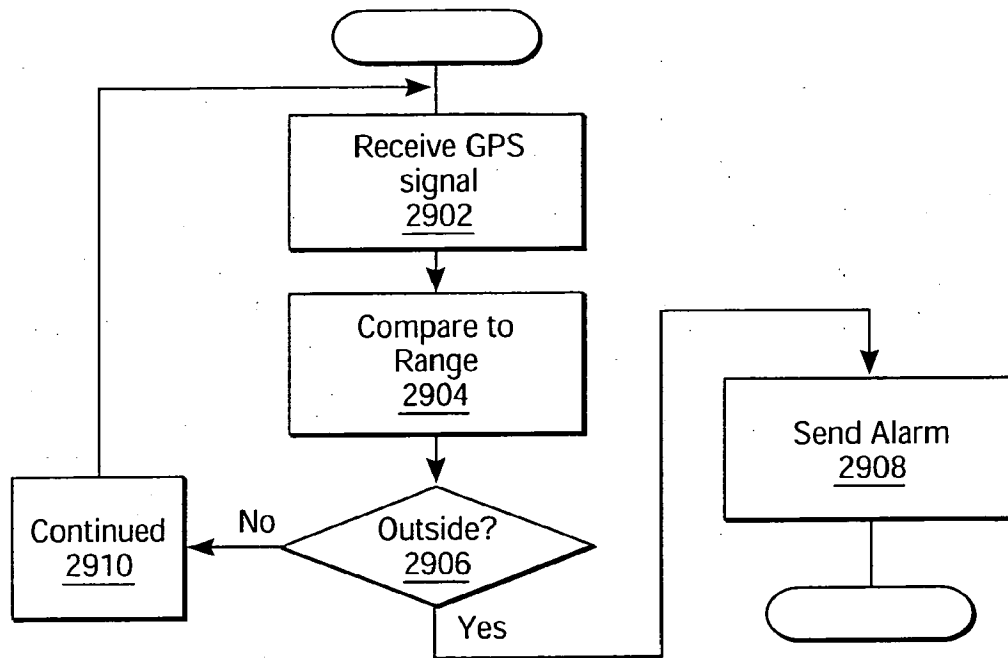 Receive GPS
signal
2902
Compare to
Range
2904
Outside?
2906
No
Continued
2910
Yes
Send Alarm
2908